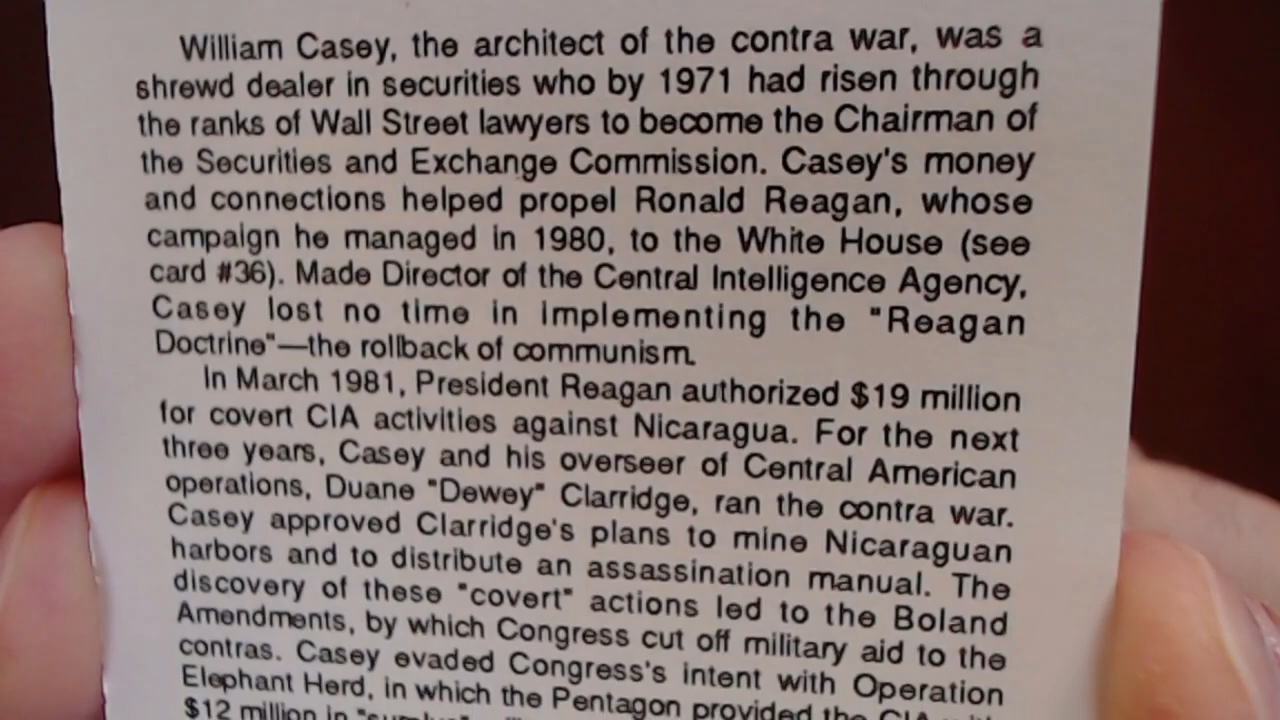 William Casey, the architect of the contra war, was a
shrewd dealer in securities who by 1971 had risen through
the ranks of Wall Street lawyers to become the Chairman of
the Securities and Exchange Commission. Casey's money
and connections helped propel Ronald Reagan, whose
campaign he managed in 1980, to the White House (see
card #36). Made Director of the Central Intelligence Agency,
Casey lost no time in implementing the "Reagan
Doctrine"—the rollback of communism.
In March 1981, President Reagan authorized $19 million
for covert CIA activities against Nicaragua. For the next
three years, Casey and his overseer of Central American
operations, Duane "Dewey" Clarridge, ran the contra war.
Casey approved Clarridge's plans to mine Nicaraguan
harbors and to distribute an assassination manual. The
discovery of these "covert" actions led to the Boland
Amendments, by which Congress cut off military aid to the
contras. Casey evaded Congress's intent with Operation
Elephant Herd, in which the Pentagon provided the CIA with
$12 million in "surplus"